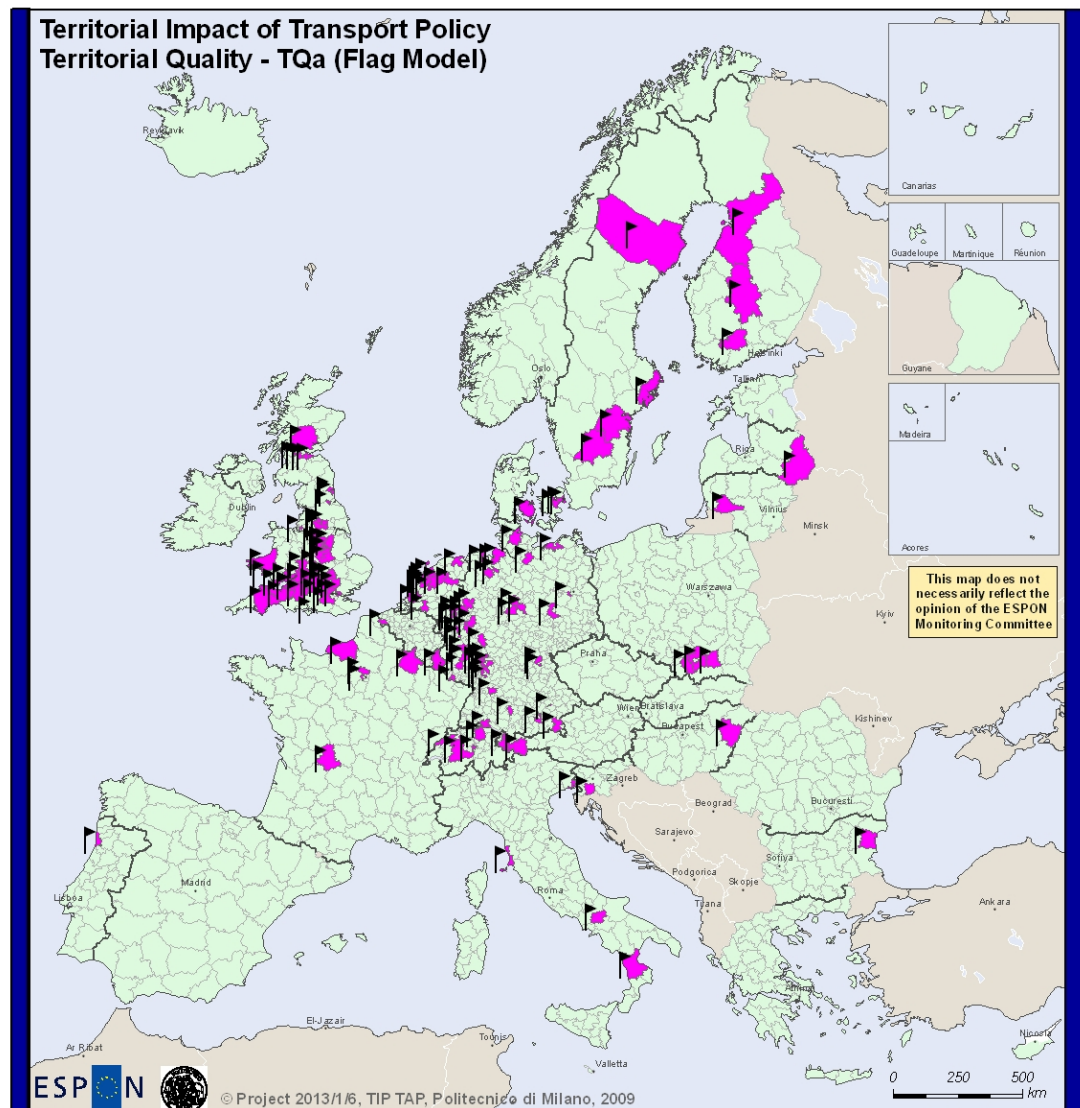 Territorial Impact of Transport Policy
Territorial Quality - TQa (Flag Model)
Reykjavik
Canarias
Guadeloupe
Martinique
Réunion
Guyane
Madeira
Acores
This map does not
necessarily reflect the
opinion of the ESPON
Monitoring Committee
Oslo
Helsinki
Tallinn
Riga
Dublin
Vilnius
Minsk
Warszawa
Kyiv
Praha
Wien
Bratislava
Budapest
Kishinev
Zagreb
Beograd
Bucuresti
Sarajevo
Podgorica
Sofiya
Skopje
Tirana
Roma
Madrid
Lisboa
Ankara
El-Jazair
Tounis
Ar Ribat
Valletta
Nicosia
ESPON
© Project 2013/1/6, TIP TAP, Politecnico di Milano, 2009
0 250 500
km